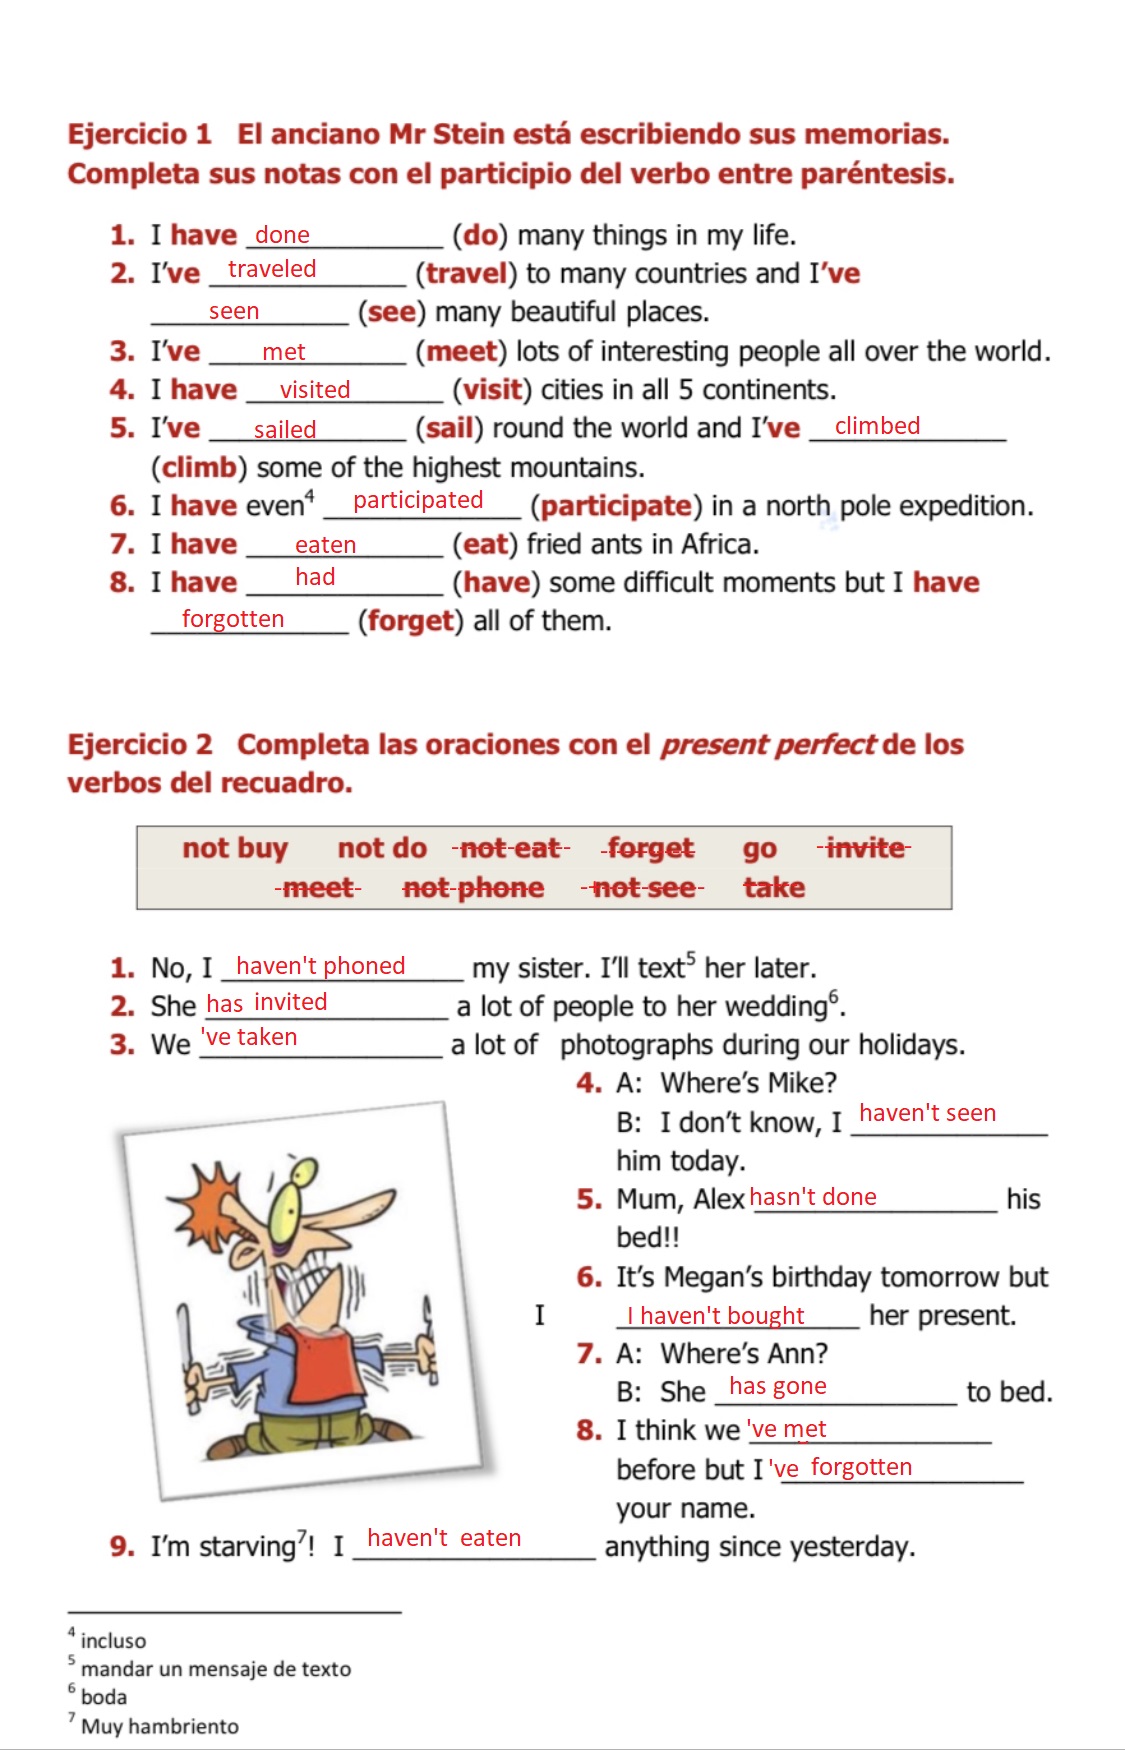 Ejercicio 1 El anciano Mr Stein está escribiendo sus memorias.
Completa sus notas con el participio del verbo entre paréntesis.
1. I have done (do) many things in my life.
2. I've traveled (travel) to many countries and I've
seen (see) many beautiful places.
3. I've met (meet) lots of interesting people all over the world.
4. I have visited (visit) cities in all 5 continents.
5. I've sailed (sail) round the world and I've climbed
(climb) some of the highest mountains.
6. I have even⁴ participated (participate) in a north pole expedition.
7. I have eaten (eat) fried ants in Africa.
8. I have had (have) some difficult moments but I have
forgotten (forget) all of them.
Ejercicio 2 Completa las oraciones con el present perfect de los
verbos del recuadro.
not buy not do not eat forget go invite
meet not phone not see take
1. No, I haven't phoned my sister. I'll text⁵ her later.
2. She has invited a lot of people to her wedding⁶.
3. We 've taken a lot of photographs during our holidays.
4. A: Where's Mike?
B: I don't know, I haven't seen
him today.
5. Mum, Alex hasn't done his
bed!!
6. It's Megan's birthday tomorrow but
I I haven't bought her present.
7. A: Where's Ann?
B: She has gone to bed.
8. I think we 've met
before but I 've forgotten
your name.
9. I'm starving⁷! I haven't eaten anything since yesterday.
⁴ incluso
⁵ mandar un mensaje de texto
⁶ boda
⁷ Muy hambriento